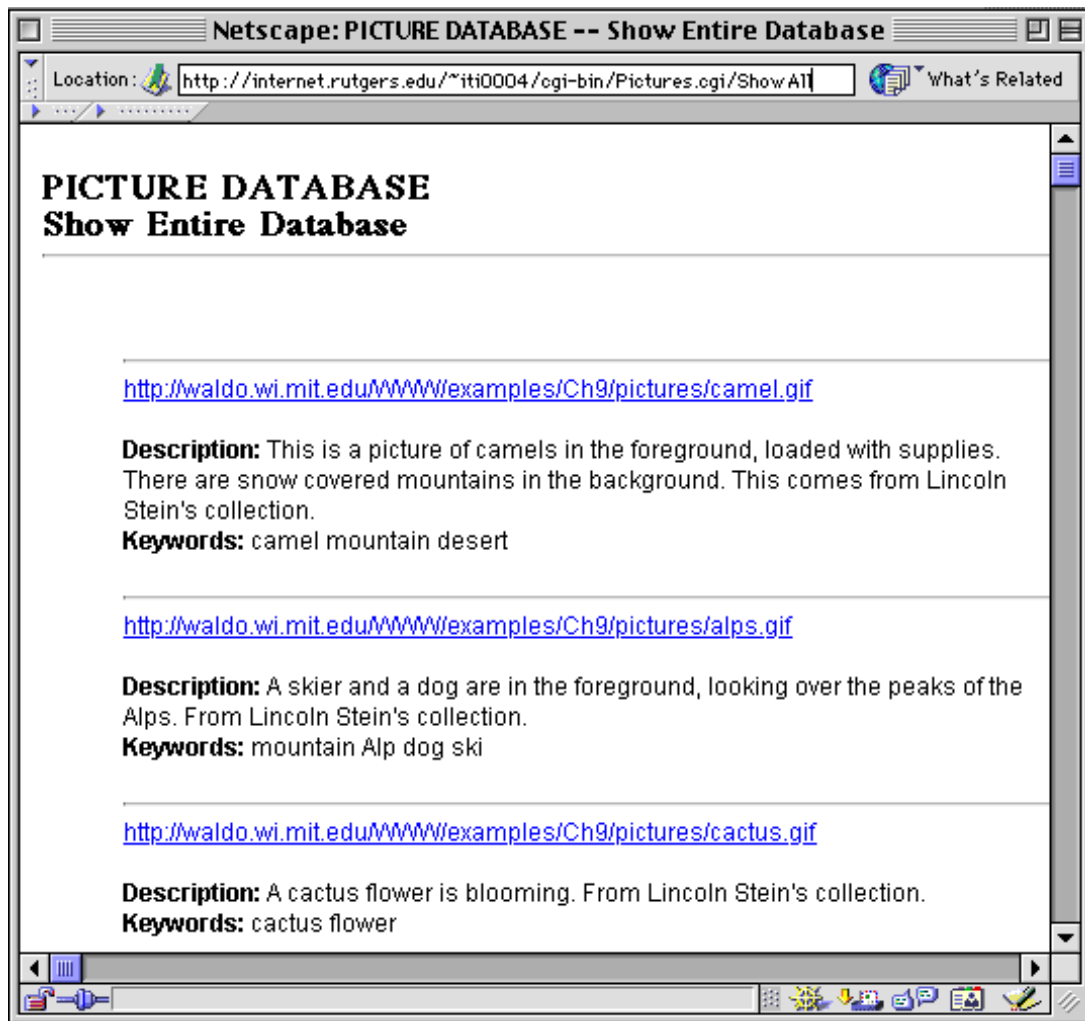 Netscape: PICTURE DATABASE -- Show Entire Database
Location: http://internet.rutgers.edu/~iti0004/cgi-bin/Pictures.cgi/ShowAll What's Related
PICTURE DATABASE
Show Entire Database
http://waldo.wi.mit.edu/WWW/examples/Ch9/pictures/camel.gif
Description: This is a picture of camels in the foreground, loaded with supplies.
There are snow covered mountains in the background. This comes from Lincoln
Stein's collection.
Keywords: camel mountain desert
http://waldo.wi.mit.edu/WWW/examples/Ch9/pictures/alps.gif
Description: A skier and a dog are in the foreground, looking over the peaks of the
Alps. From Lincoln Stein's collection.
Keywords: mountain Alp dog ski
http://waldo.wi.mit.edu/WWW/examples/Ch9/pictures/cactus.gif
Description: A cactus flower is blooming. From Lincoln Stein's collection.
Keywords: cactus flower